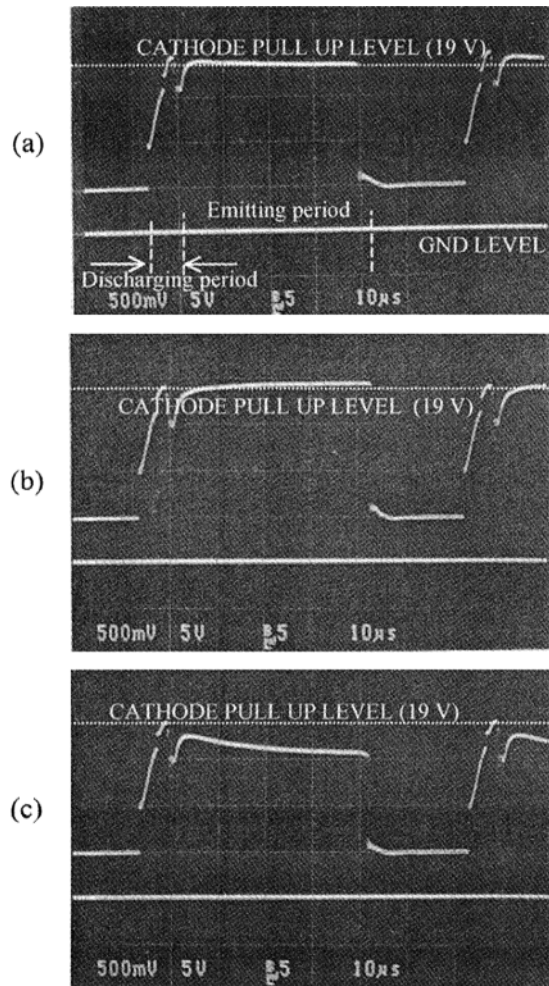 (a)
CATHODE PULL UP LEVEL (19 V)
Emitting period
GND LEVEL
Discharging period
500mV 5V 10µs
(b)
CATHODE PULL UP LEVEL (19 V)
500mV 5V 10µs
(c)
CATHODE PULL UP LEVEL (19 V)
500mV 5V 10µs